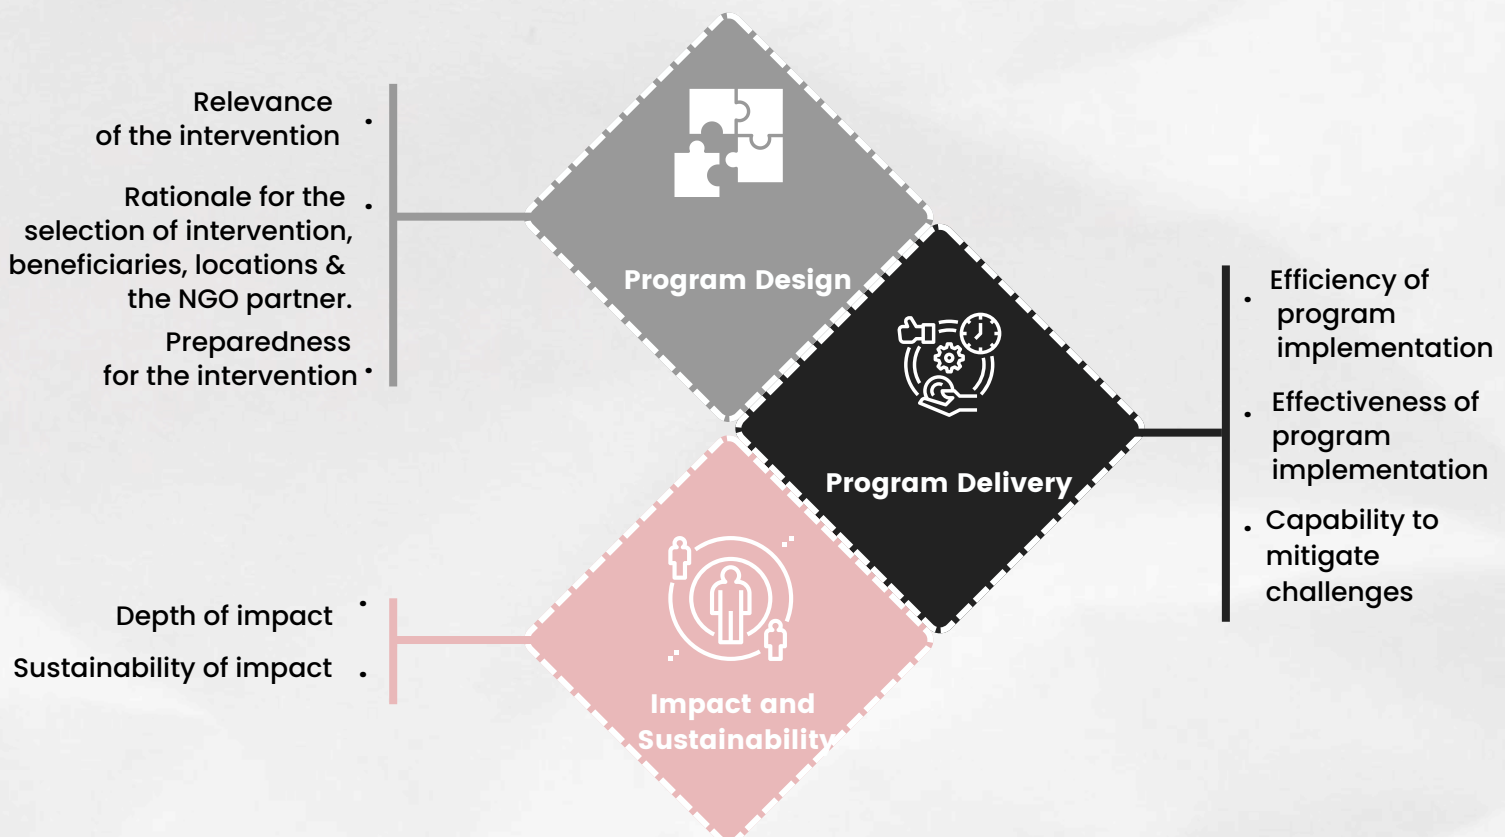 Relevance
of the intervention
Rationale for the
selection of intervention,
beneficiaries, locations &
the NGO partner.
Preparedness
for the intervention
Program Design
Efficiency of
program
implementation
Effectiveness of
program
implementation
Capability to
mitigate
challenges
Program Delivery
Depth of impact
Sustainability of impact
Impact and
Sustainability